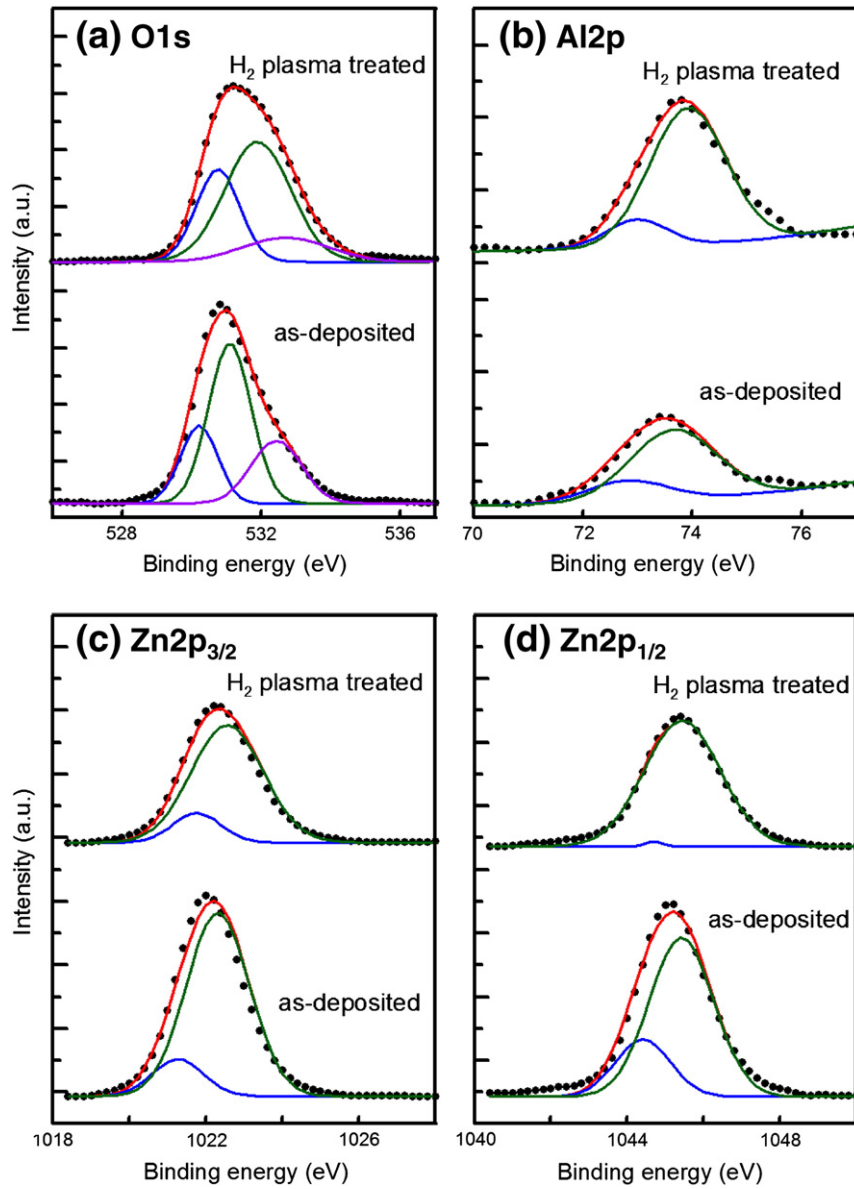 (a) O1s
H₂ plasma treated
as-deposited
Intensity (a.u.)
528 532 536
Binding energy (eV)
(b) Al2p
H₂ plasma treated
as-deposited
70 72 74 76
Binding energy (eV)
(c) Zn2p₃/₂
H₂ plasma treated
as-deposited
Intensity (a.u.)
1018 1022 1026
Binding energy (eV)
(d) Zn2p₁/₂
H₂ plasma treated
as-deposited
1040 1044 1048
Binding energy (eV)